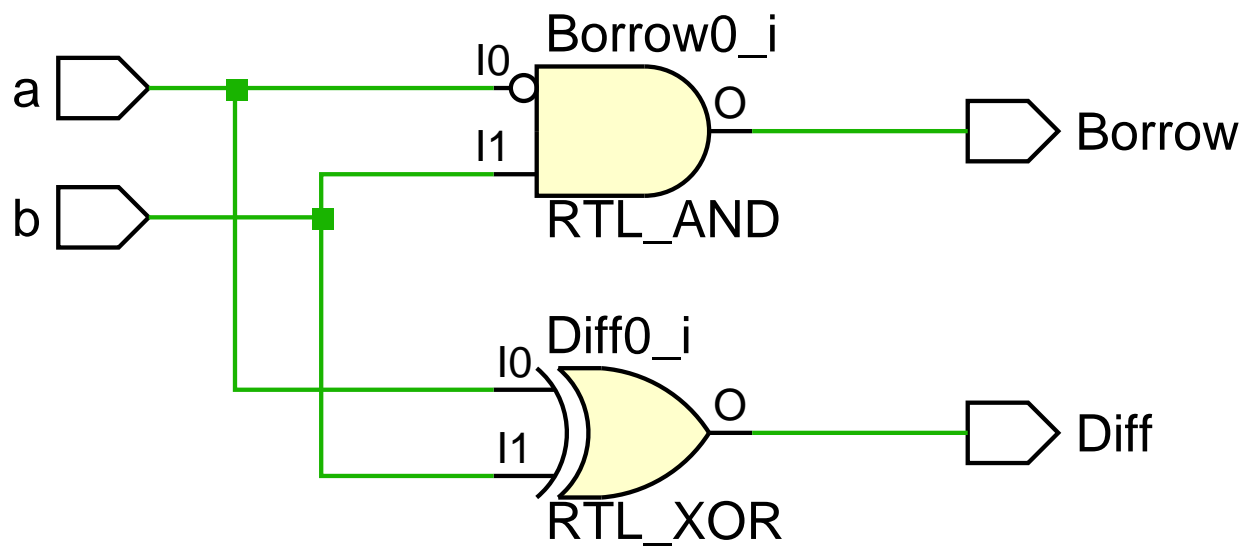 Borrow0_i
a
I0
O
I1
Borrow
b
RTL_AND
Diff0_i
I0
O
I1
Diff
RTL_XOR